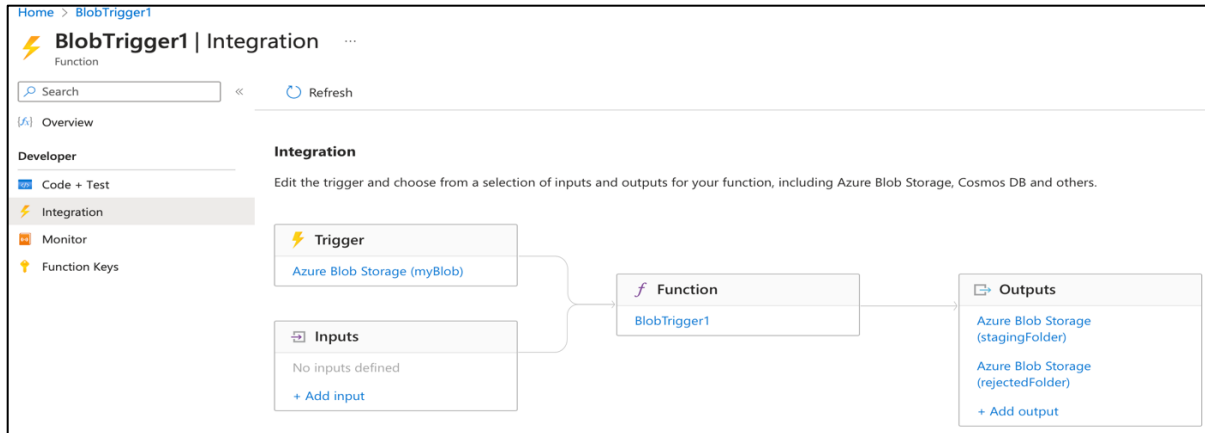 Home > BlobTrigger1
BlobTrigger1 | Integration ...
Function
Search «
Refresh
Overview
Developer
Code + Test
Integration
Monitor
Function Keys
Integration
Edit the trigger and choose from a selection of inputs and outputs for your function, including Azure Blob Storage, Cosmos DB and others.
Trigger
Azure Blob Storage (myBlob)
Inputs
No inputs defined
+ Add input
Function
BlobTrigger1
Outputs
Azure Blob Storage
(stagingFolder)
Azure Blob Storage
(rejectedFolder)
+ Add output